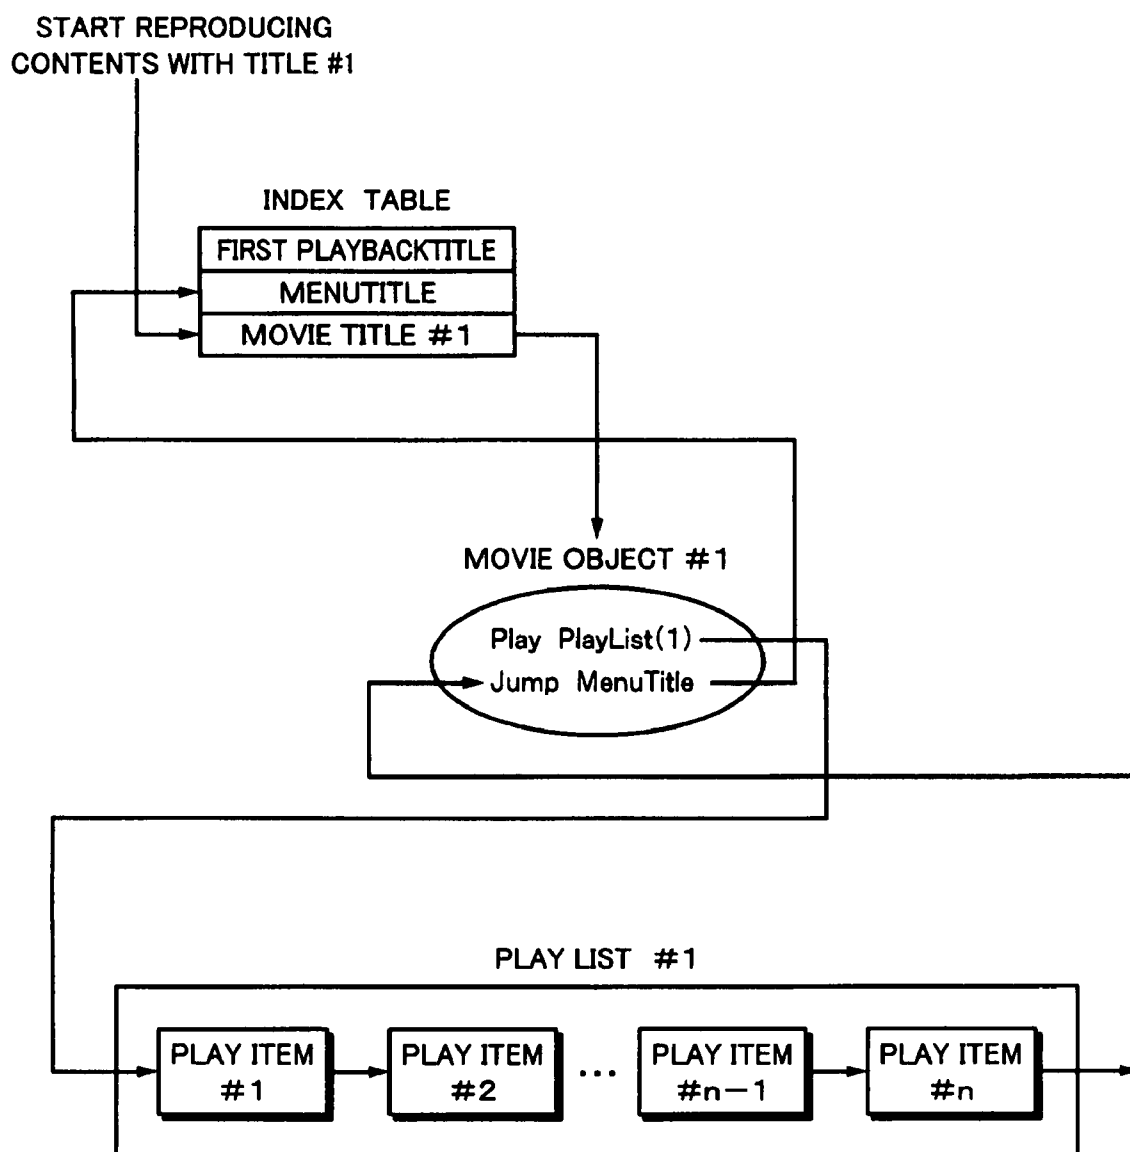 START REPRODUCING
CONTENTS WITH TITLE #1
INDEX TABLE
FIRST PLAYBACKTITLE
MENUTITLE
MOVIE TITLE #1
MOVIE OBJECT #1
Play PlayList(1)
Jump MenuTitle
PLAY LIST #1
PLAY ITEM
#1
PLAY ITEM
#2
...
PLAY ITEM
#n-1
PLAY ITEM
#n